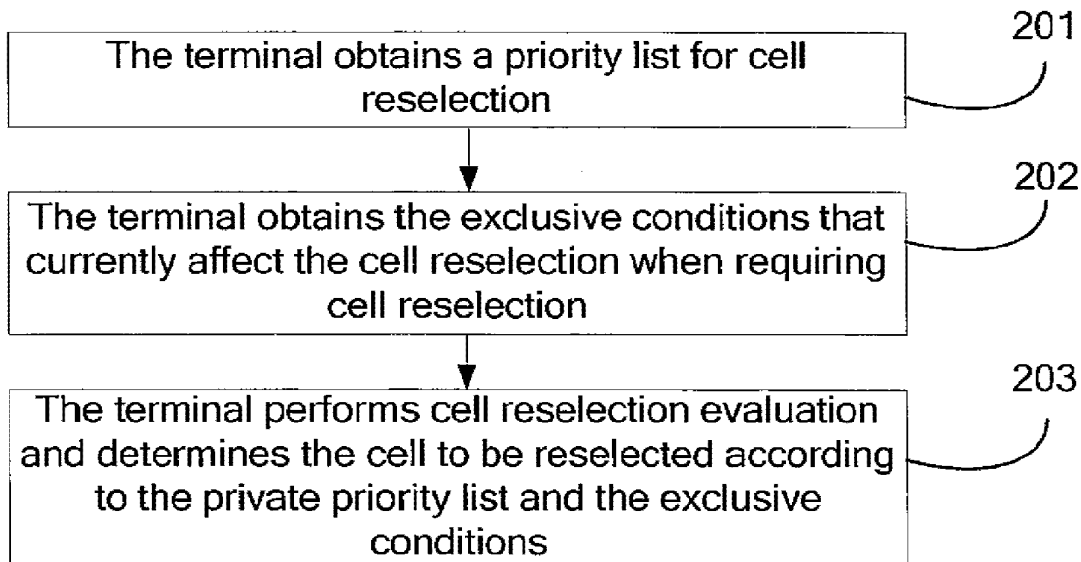 201
The terminal obtains a priority list for cell
reselection
202
The terminal obtains the exclusive conditions that
currently affect the cell reselection when requiring
cell reselection
203
The terminal performs cell reselection evaluation
and determines the cell to be reselected according
to the private priority list and the exclusive
conditions